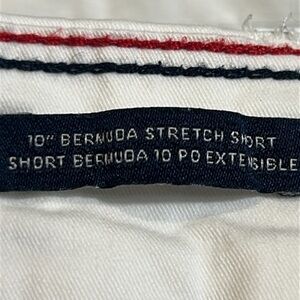 10" BERMUDA STRETCH SHORT
SHORT BERMUDA 10 PO EXTENSIBLE